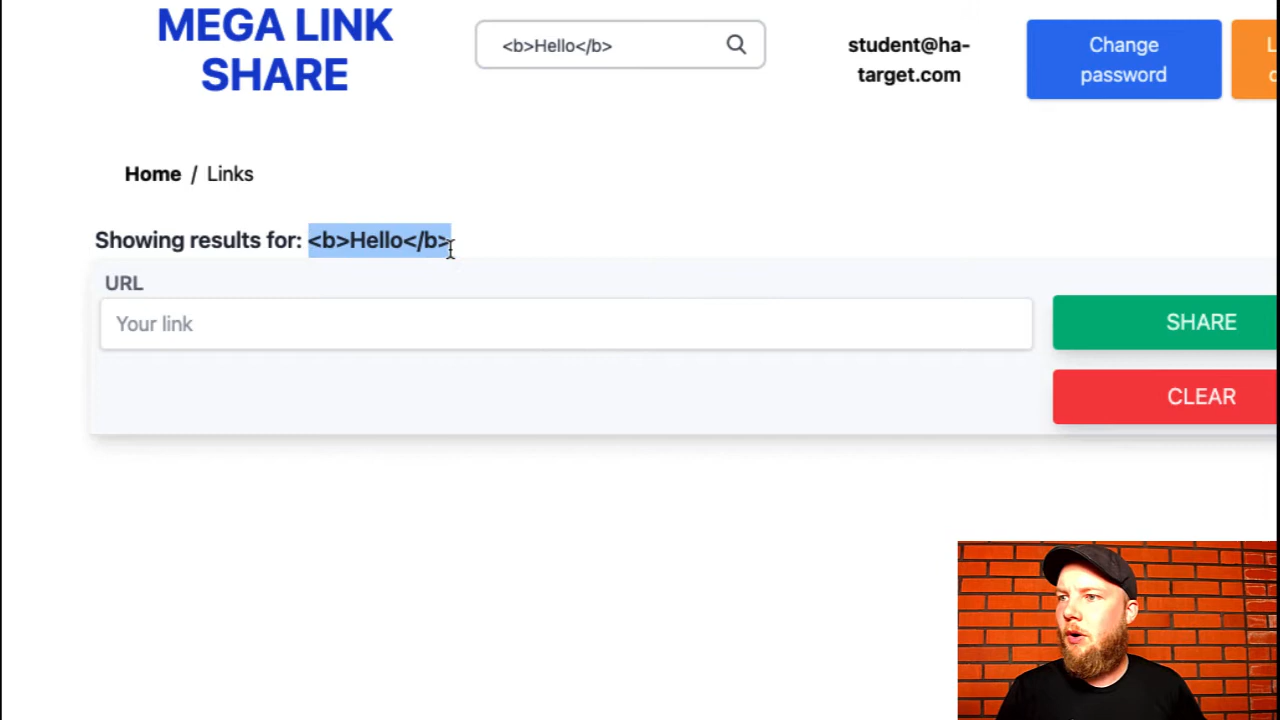 MEGA LINK
SHARE
<b>Hello</b>
student@ha-
target.com
Change
password
L
Home / Links
Showing results for: <b>Hello</b>
URL
Your link
SHARE
CLEAR